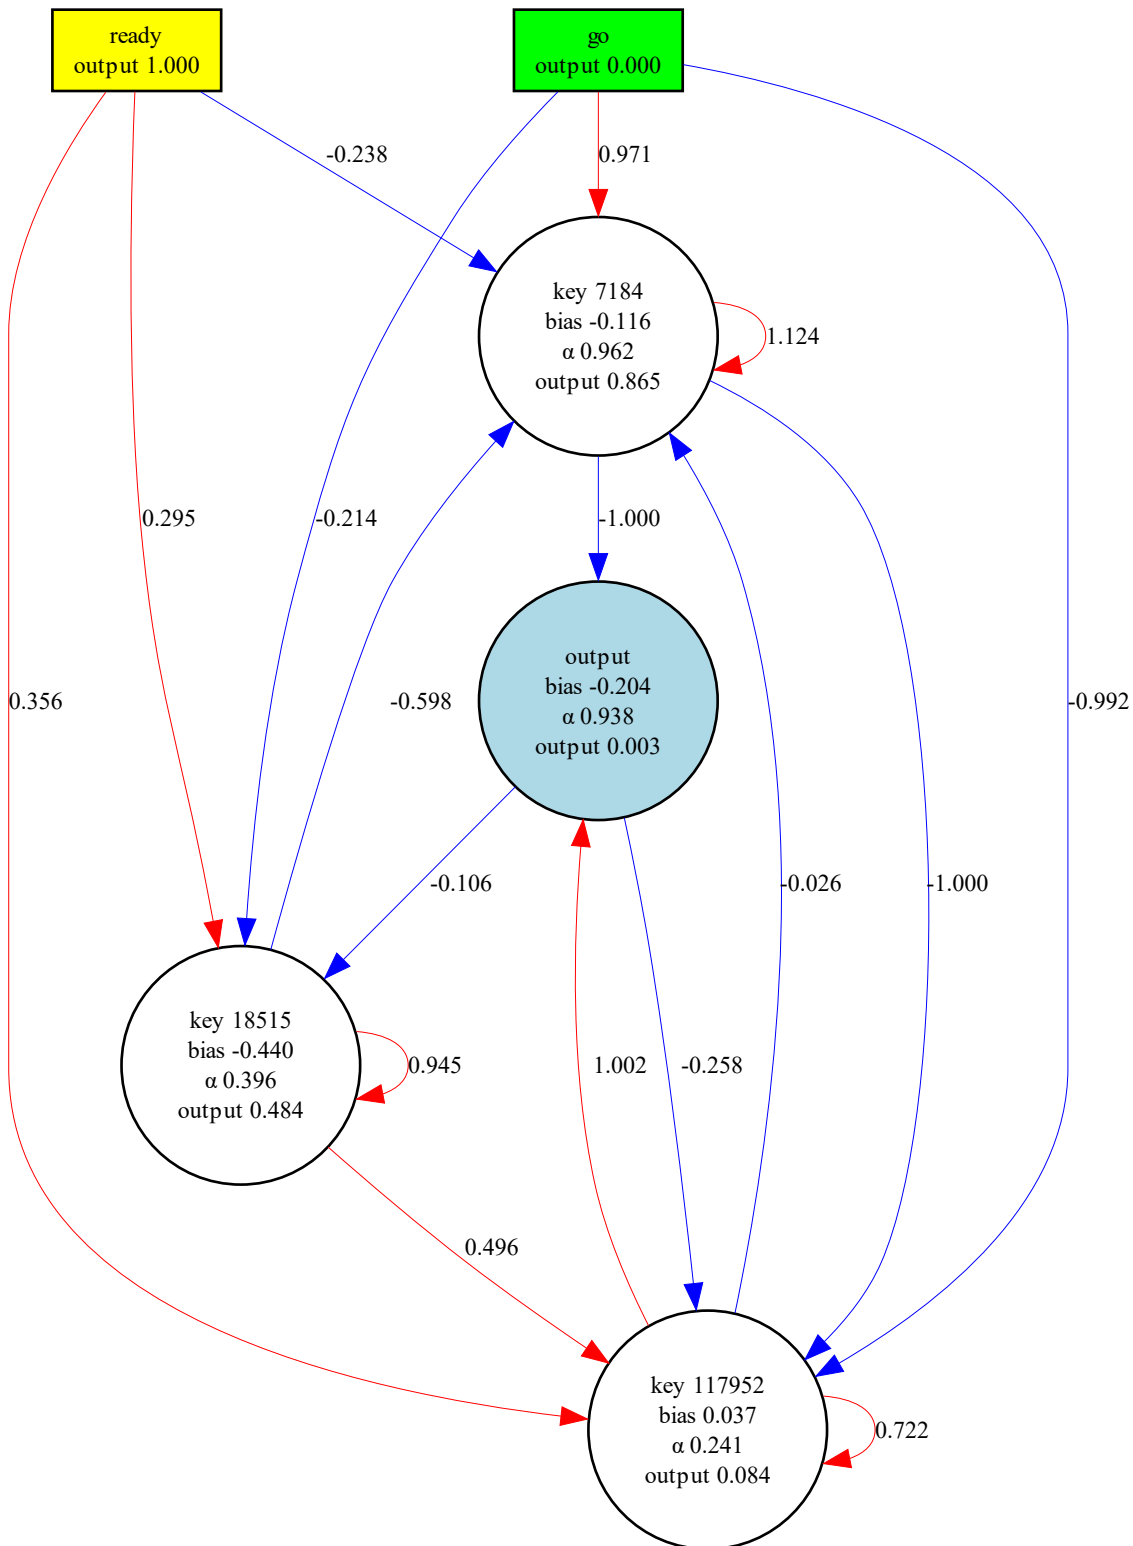 ready
output 1.000
go
output 0.000
-0.238
0.971
key 7184
bias -0.116
α 0.962
output 0.865
1.124
0.295
-0.214
-1.000
output
bias -0.204
α 0.938
output 0.003
0.356
-0.598
-0.992
-0.106
-0.026
-1.000
key 18515
bias -0.440
α 0.396
output 0.484
0.945
1.002
-0.258
0.496
key 117952
bias 0.037
α 0.241
output 0.084
0.722